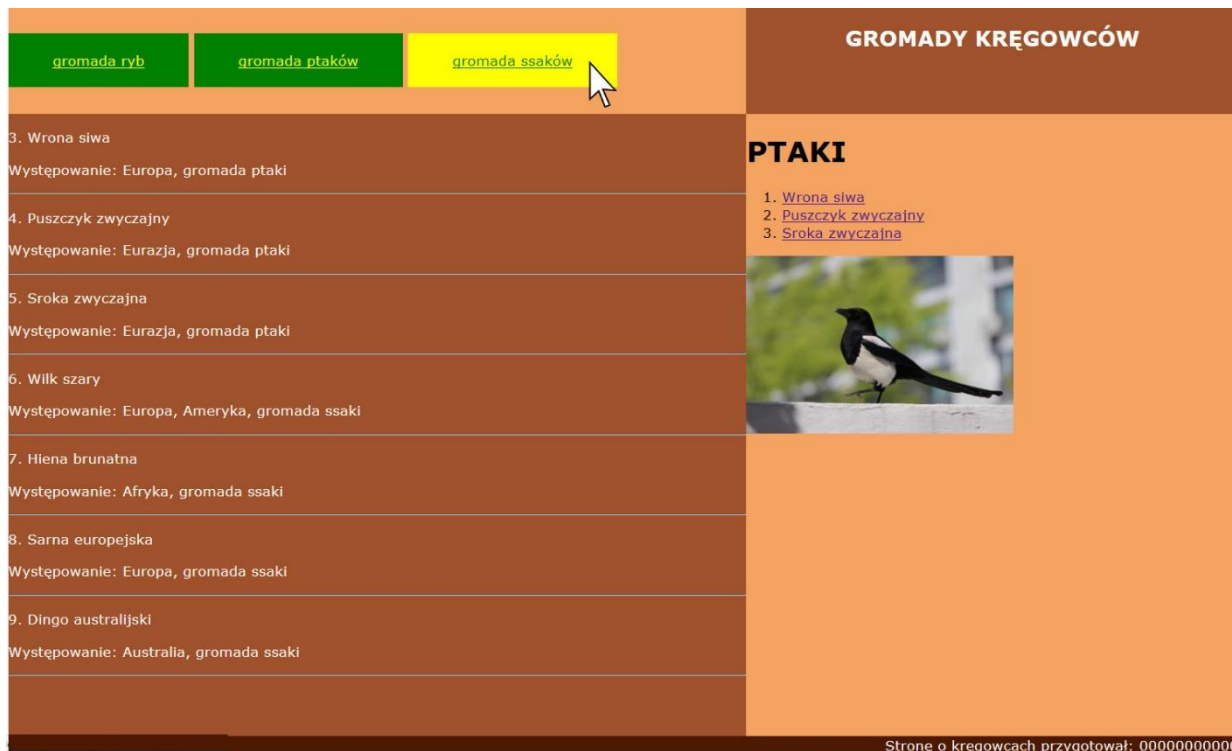 gromada ryb
gromada ptaków
gromada ssaków
GROMADY KRĘGOWCÓW
3. Wrona siwa
Występowanie: Europa, gromada ptaki
4. Puszczyk zwyczajny
Występowanie: Eurazja, gromada ptaki
5. Sroka zwyczajna
Występowanie: Eurazja, gromada ptaki
6. Wilk szary
Występowanie: Europa, Ameryka, gromada ssaki
7. Hiena brunatna
Występowanie: Afryka, gromada ssaki
8. Sarna europejska
Występowanie: Europa, gromada ssaki
9. Dingo australijski
Występowanie: Australia, gromada ssaki
PTAKI
1. Wrona siwa
2. Puszczyk zwyczajny
3. Sroka zwyczajna
Stronę o kręgowcach przygotował: